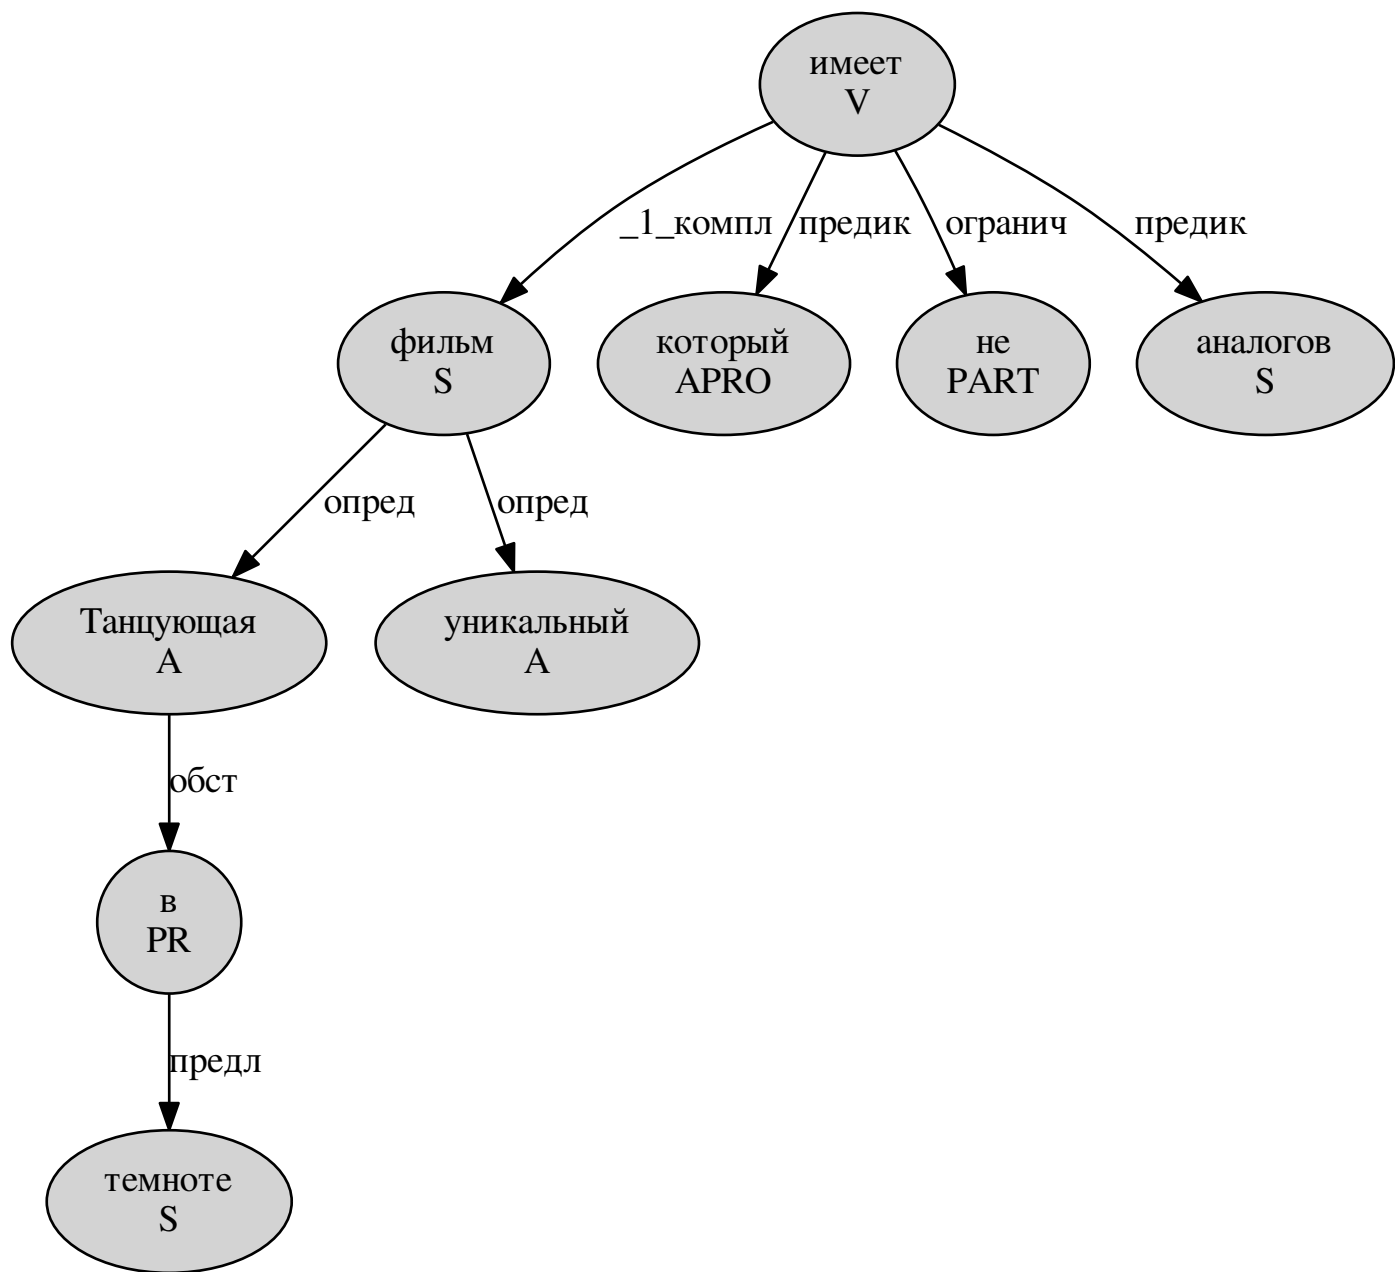 имеет
V
_1_компл
предик
огранич
предик
фильм
S
который
APRO
не
PART
аналогов
S
опред
опред
Танцующая
A
уникальный
A
обст
в
PR
предл
темноте
S